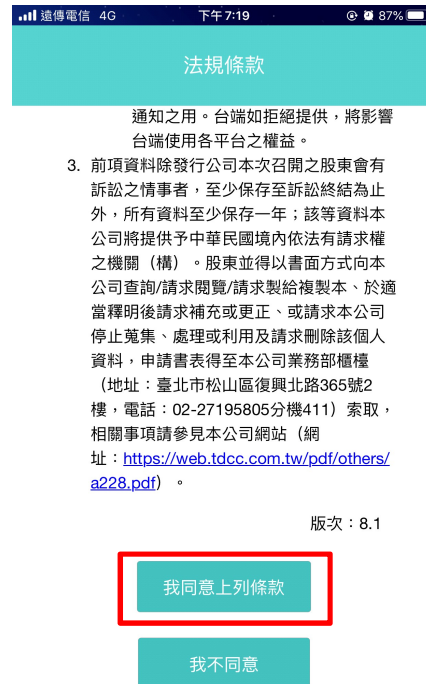 遠傳電信 4G 下午7:19 87%
法規條款
通知之用。台端如拒絕提供，將影響
台端使用各平台之權益。
3. 前項資料除發行公司本次召開之股東會有
訴訟之情事者，至少保存至訴訟終結為止
外，所有資料至少保存一年；該等資料本
公司將提供予中華民國境內依法有請求權
之機關（構）。股東並得以書面方式向本
公司查詢/請求閱覽/請求製給複製本、於適
當釋明後請求補充或更正、或請求本公司
停止蒐集、處理或利用及請求刪除該個人
資料，申請書表得至本公司業務部櫃檯
（地址：臺北市松山區復興北路365號2
樓，電話：02-27195805分機411）索取，
相關事項請參見本公司網站（網
址：https://web.tdcc.com.tw/pdf/others/
a228.pdf）。
版次：8.1
我同意上列條款
我不同意